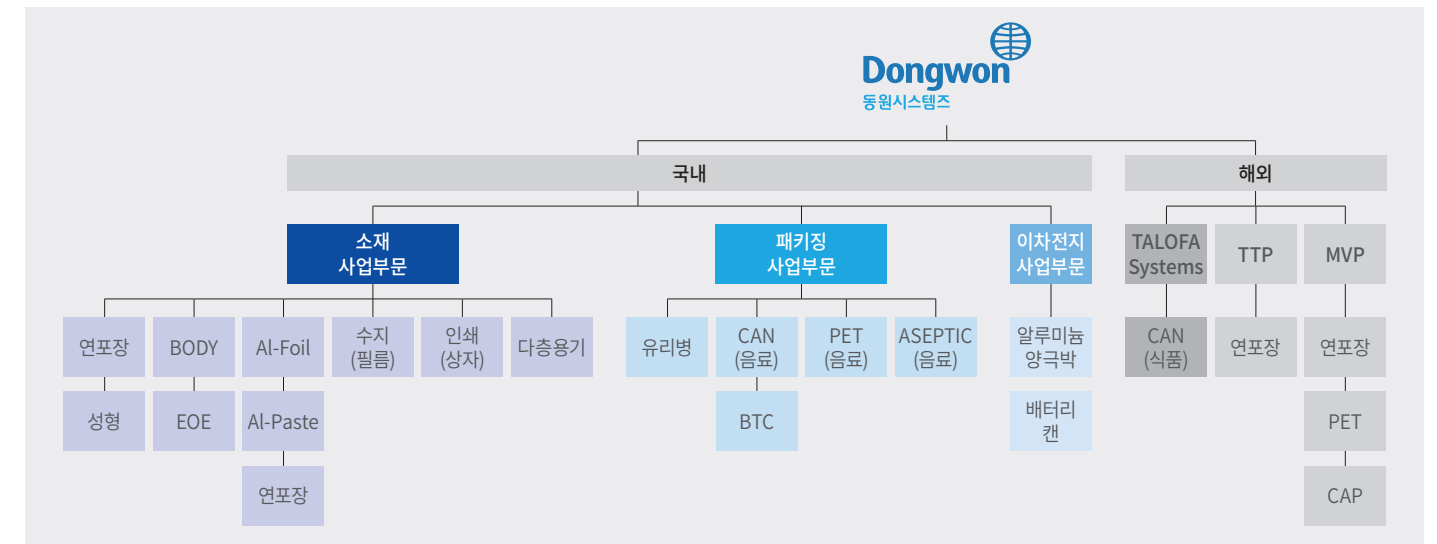 Dongwon
동원시스템즈
국내
해외
소재
사업부문
패키징
사업부문
이차전지
사업부문
TALOFA
Systems
TTP
MVP
연포장
BODY
Al-Foil
수지
(필름)
인쇄
(상자)
다층용기
유리병
CAN
(음료)
PET
(음료)
ASEPTIC
(음료)
알루미늄
양극박
CAN
(식품)
연포장
연포장
성형
EOE
Al-Paste
BTC
배터리
캔
PET
연포장
CAP